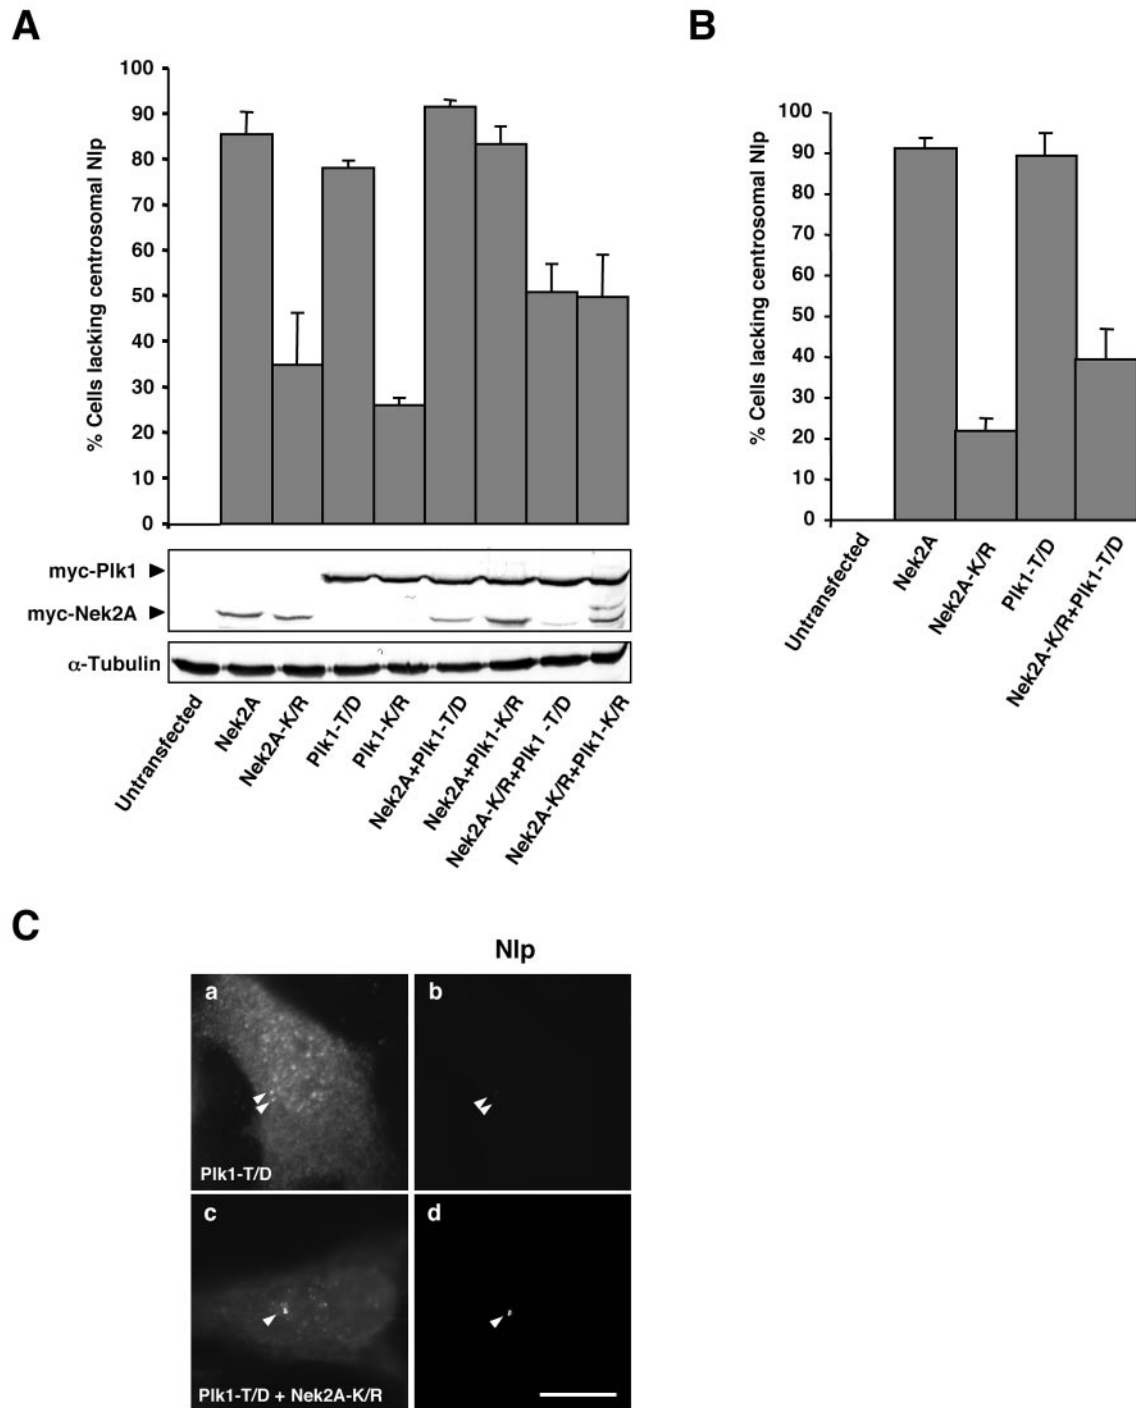 A
% Cells lacking centrosomal Nlp
100
90
80
70
60
50
40
30
20
10
0
myc-Plk1
myc-Nek2A
α-Tubulin
Untransfected
Nek2A
Nek2A-K/R
Plk1-T/D
Plk1-K/R
Nek2A+Plk1-T/D
Nek2A+Plk1-K/R
Nek2A-K/R+Plk1 -T/D
Nek2A-K/R+Plk1-K/R
B
% Cells lacking centrosomal Nlp
100
90
80
70
60
50
40
30
20
10
0
Untransfected
Nek2A
Nek2A-K/R
Plk1-T/D
Nek2A-K/R+Plk1-T/D
C
Nlp
a
b
Plk1-T/D
c
d
Plk1-T/D + Nek2A-K/R